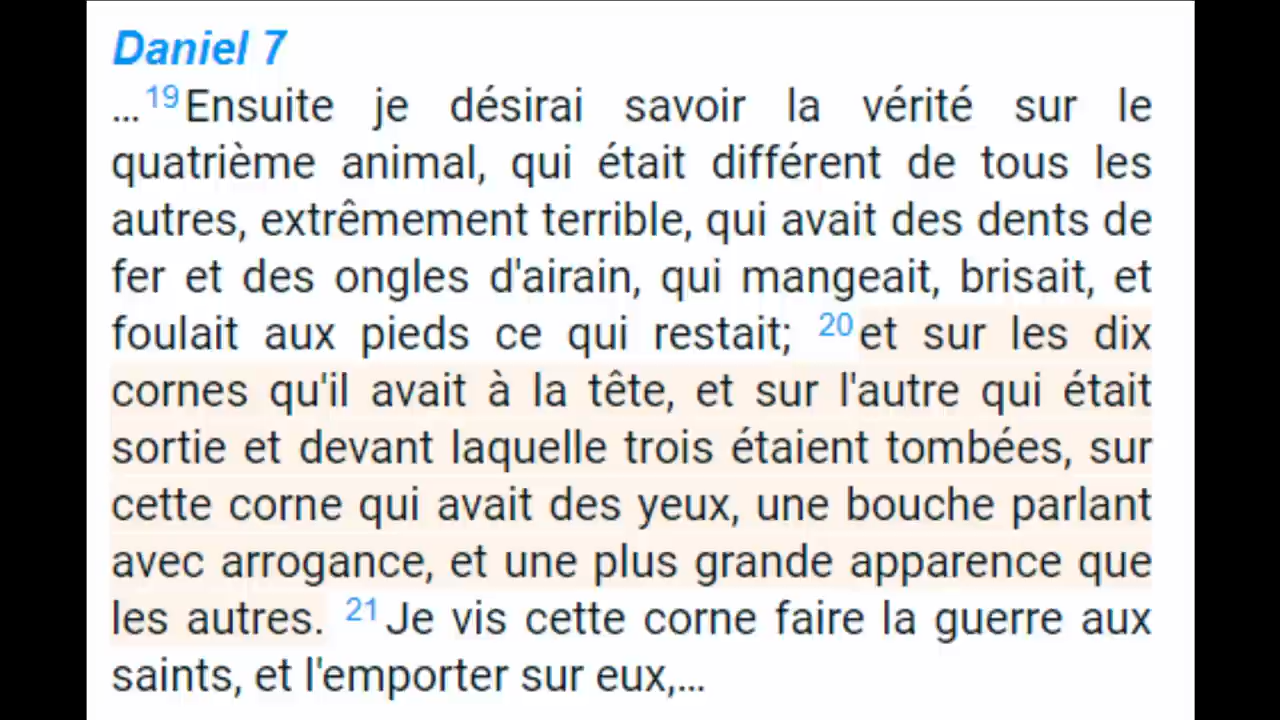 Daniel 7
...19Ensuite je désirai savoir la vérité sur le
quatrième animal, qui était différent de tous les
autres, extrêmement terrible, qui avait des dents de
fer et des ongles d'airain, qui mangeait, brisait, et
foulait aux pieds ce qui restait; 20et sur les dix
cornes qu'il avait à la tête, et sur l'autre qui était
sortie et devant laquelle trois étaient tombées, sur
cette corne qui avait des yeux, une bouche parlant
avec arrogance, et une plus grande apparence que
les autres. 21Je vis cette corne faire la guerre aux
saints, et l'emporter sur eux,...